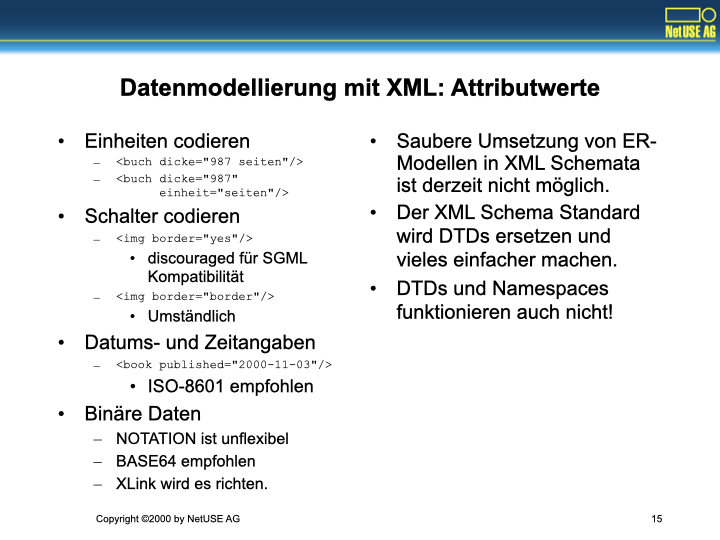 NetUSE AG
Datenmodellierung mit XML: Attributwerte
• Einheiten codieren
– <buch dicke="987 seiten"/>
– <buch dicke="987"
einheit="seiten"/>
• Schalter codieren
– <img border="yes"/>
• discouraged für SGML
Kompatibilität
– <img border="border"/>
• Umständlich
• Datums- und Zeitangaben
– <book published="2000-11-03"/>
• ISO-8601 empfohlen
• Binäre Daten
– NOTATION ist unflexibel
– BASE64 empfohlen
– XLink wird es richten.
• Saubere Umsetzung von ER-
Modellen in XML Schemata
ist derzeit nicht möglich.
• Der XML Schema Standard
wird DTDs ersetzen und
vieles einfacher machen.
• DTDs und Namespaces
funktionieren auch nicht!
Copyright ©2000 by NetUSE AG
15